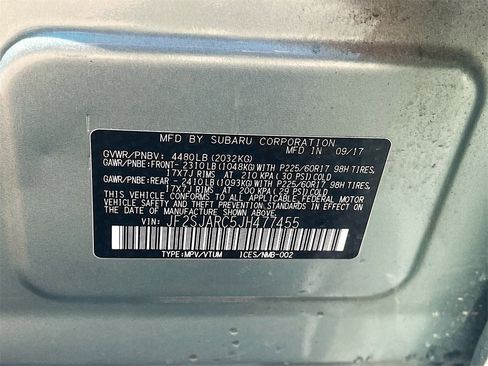 MFD BY SUBARU CORPORATION
MFD IN 09/17
GVWR/PNBV: 4480LB(2032KG)
GAWR/PNBE:FRONT- 2310LB(1048KG)WITH P225/60R17 98H TIRES,
17X7J RIMS AT 210 KPA(30 PSI)COLD
GAWR/PNBE:REAR - 2410LB(1093KG)WITH P225/60R17 98H TIRES,
17X7J RIMS AT 200 KPA(29 PSI)COLD
THIS VEHICLE CONFORMS TO ALL APPLICABLE FEDERAL MOTOR
VEHICLE SAFETY AND BUMPER STANDARDS IN EFFECT ON THE
DATE OF MANUFACTURE SHOWN ABOVE.
VIN: JF2SJARC5JH477455
TYPE:MPV/VTUM ICES/NMB-002